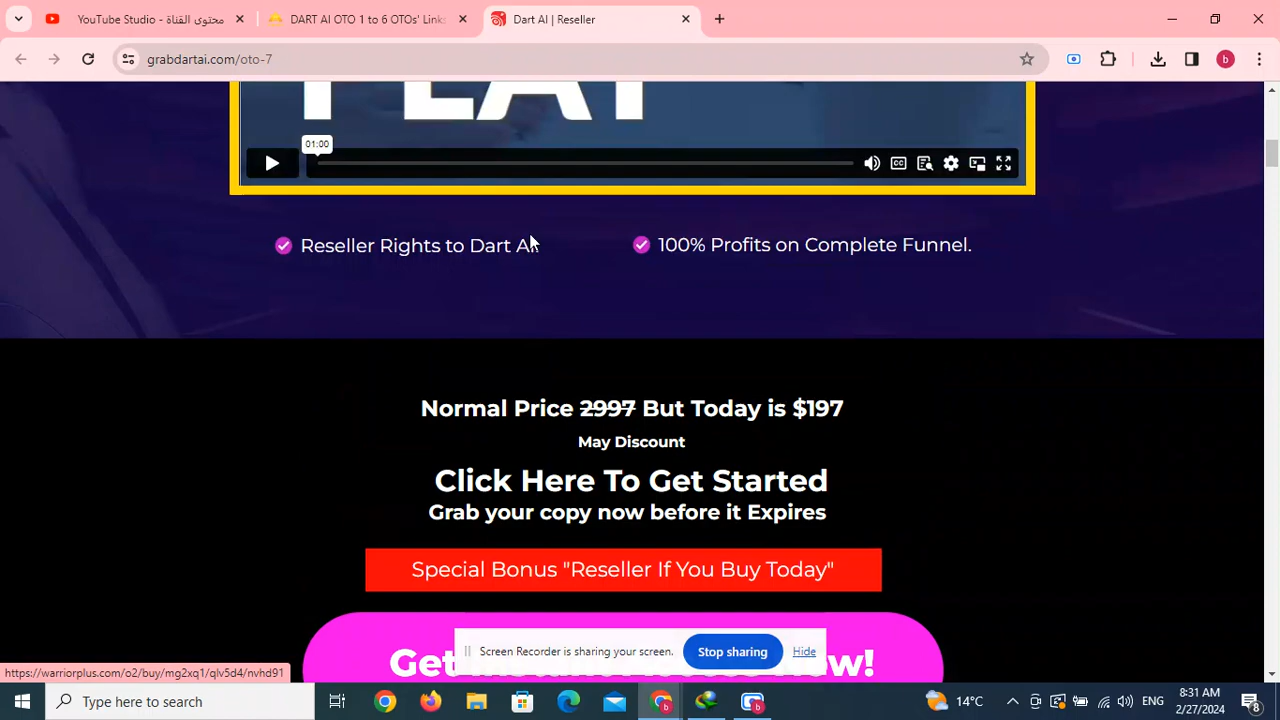 YouTube Studio - محتوى القناة
DART AI OTO 1 to 6 OTOs' Links
Dart AI | Reseller
grabdartai.com/oto-7
b
01:00
CC
Reseller Rights to Dart AI.
100% Profits on Complete Funnel.
Normal Price 2997 But Today is $197
May Discount
Click Here To Get Started
Grab your copy now before it Expires
Special Bonus "Reseller If You Buy Today"
Screen Recorder is sharing your screen.
Stop sharing
Hide
https://warriorplus.com/o2/buy/mg2xq1/qlv5d4/nvhd91
Type here to search
14°C
ENG
8:31 AM
2/27/2024
8